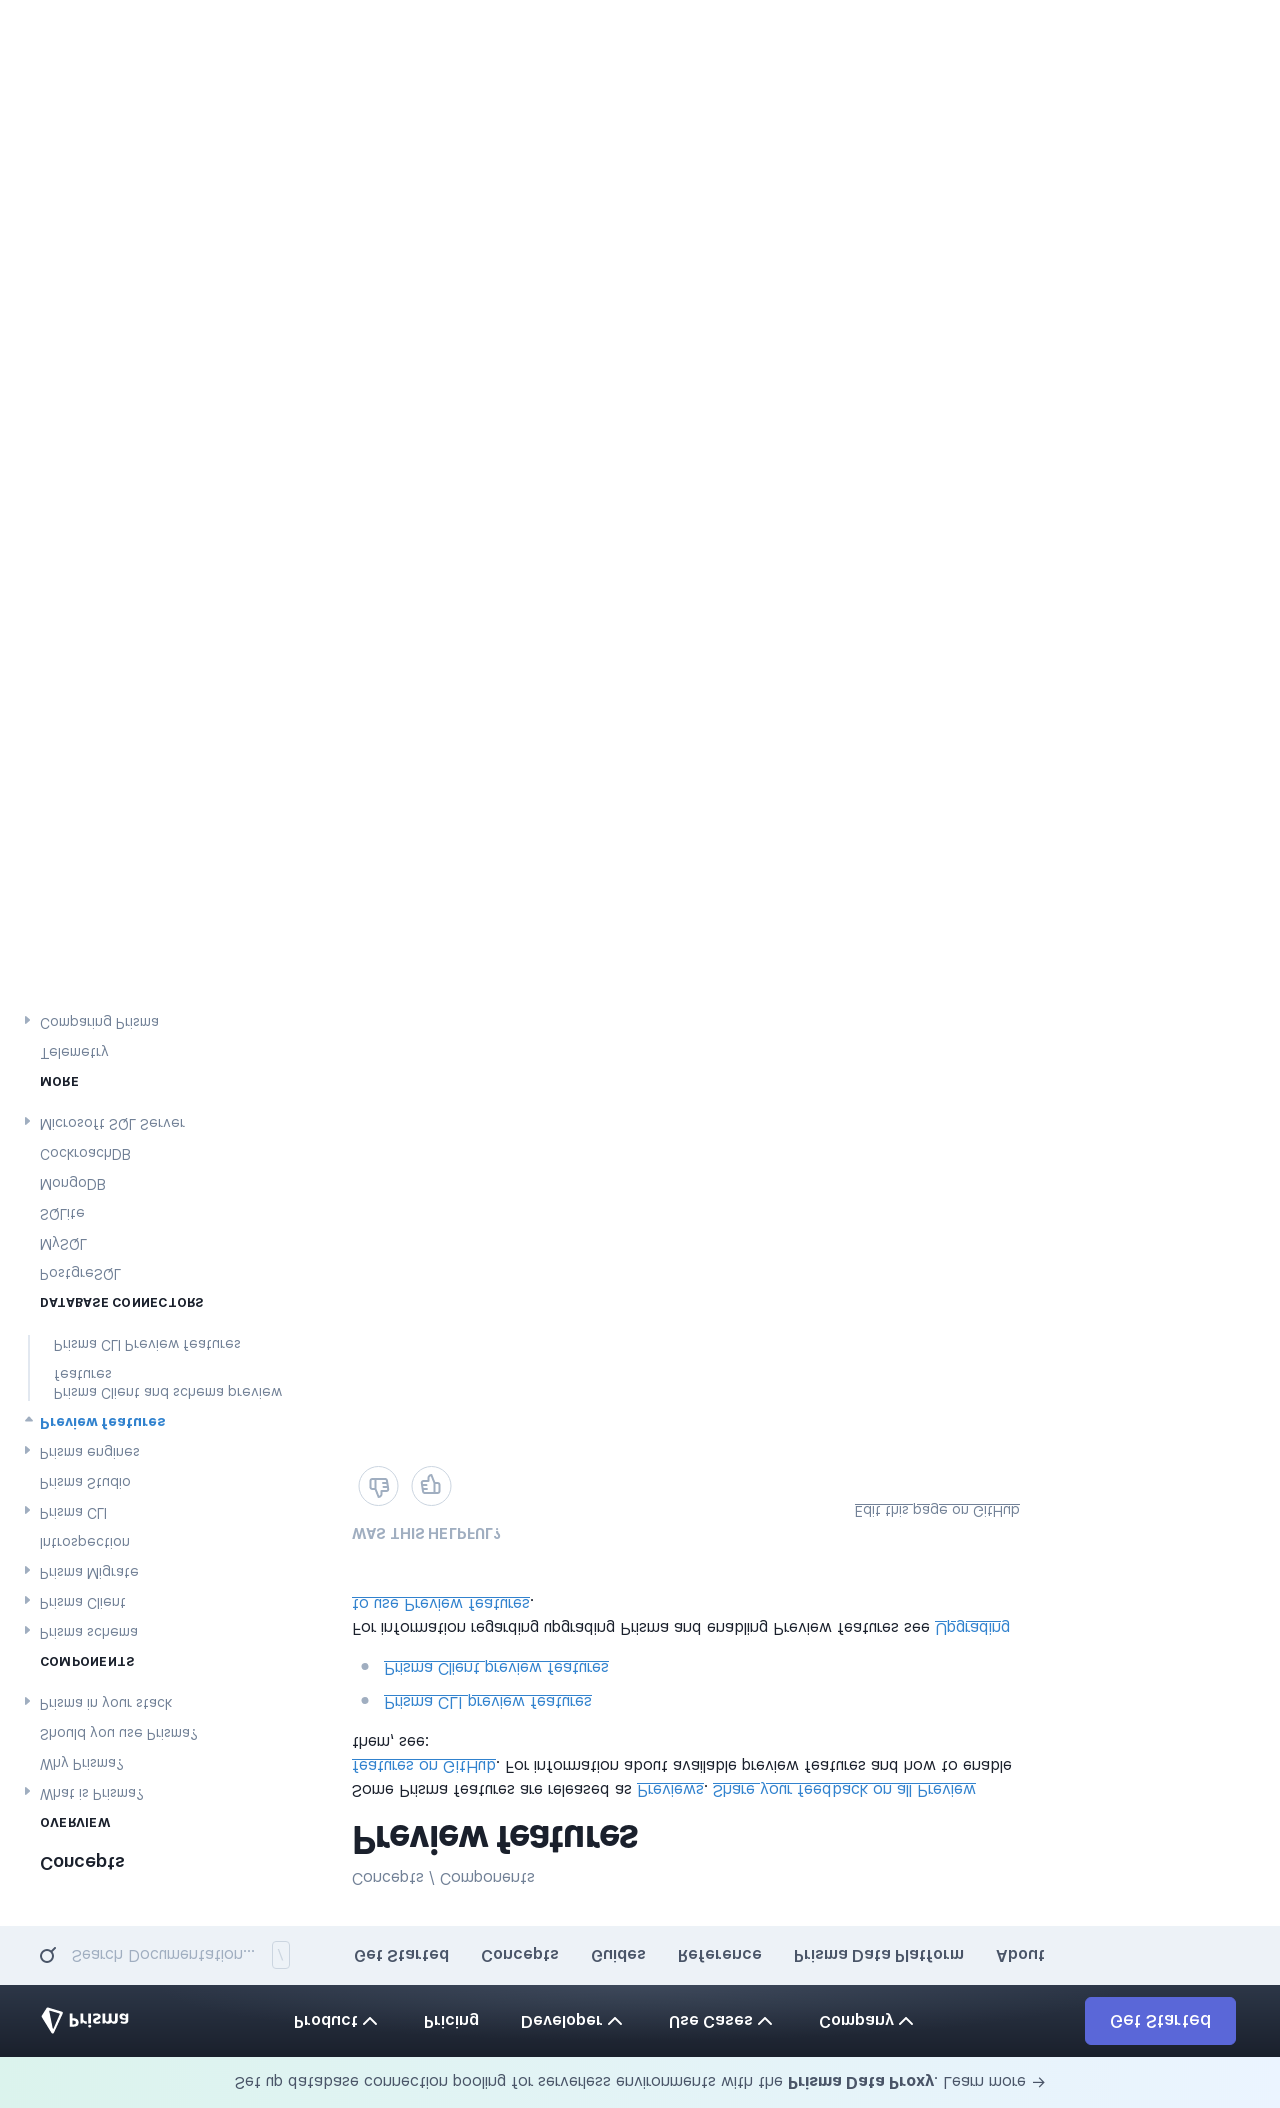 Set up database connection pooling for serverless environments with the Prisma Data Proxy. Learn more →
Prisma
Product
Pricing
Developer
Use Cases
Company
Get Started
Search Documentation...
/
Get Started
Concepts
Guides
Reference
Prisma Data Platform
About
Concepts
OVERVIEW
What is Prisma?
Why Prisma?
Should you use Prisma?
Prisma in your stack
COMPONENTS
Prisma schema
Prisma Client
Prisma Migrate
Introspection
Prisma CLI
Prisma Studio
Prisma engines
Preview features
Prisma Client and schema preview
features
Prisma CLI Preview features
DATABASE CONNECTORS
PostgreSQL
MySQL
SQLite
MongoDB
CockroachDB
Microsoft SQL Server
MORE
Telemetry
Comparing Prisma
Concepts / Components
Preview features
Some Prisma features are released as Previews. Share your feedback on all Preview
features on GitHub. For information about available preview features and how to enable
them, see:
Prisma CLI preview features
Prisma Client preview features
For information regarding upgrading Prisma and enabling Preview features see Upgrading
to use Preview features.
WAS THIS HELPFUL?
Edit this page on GitHub